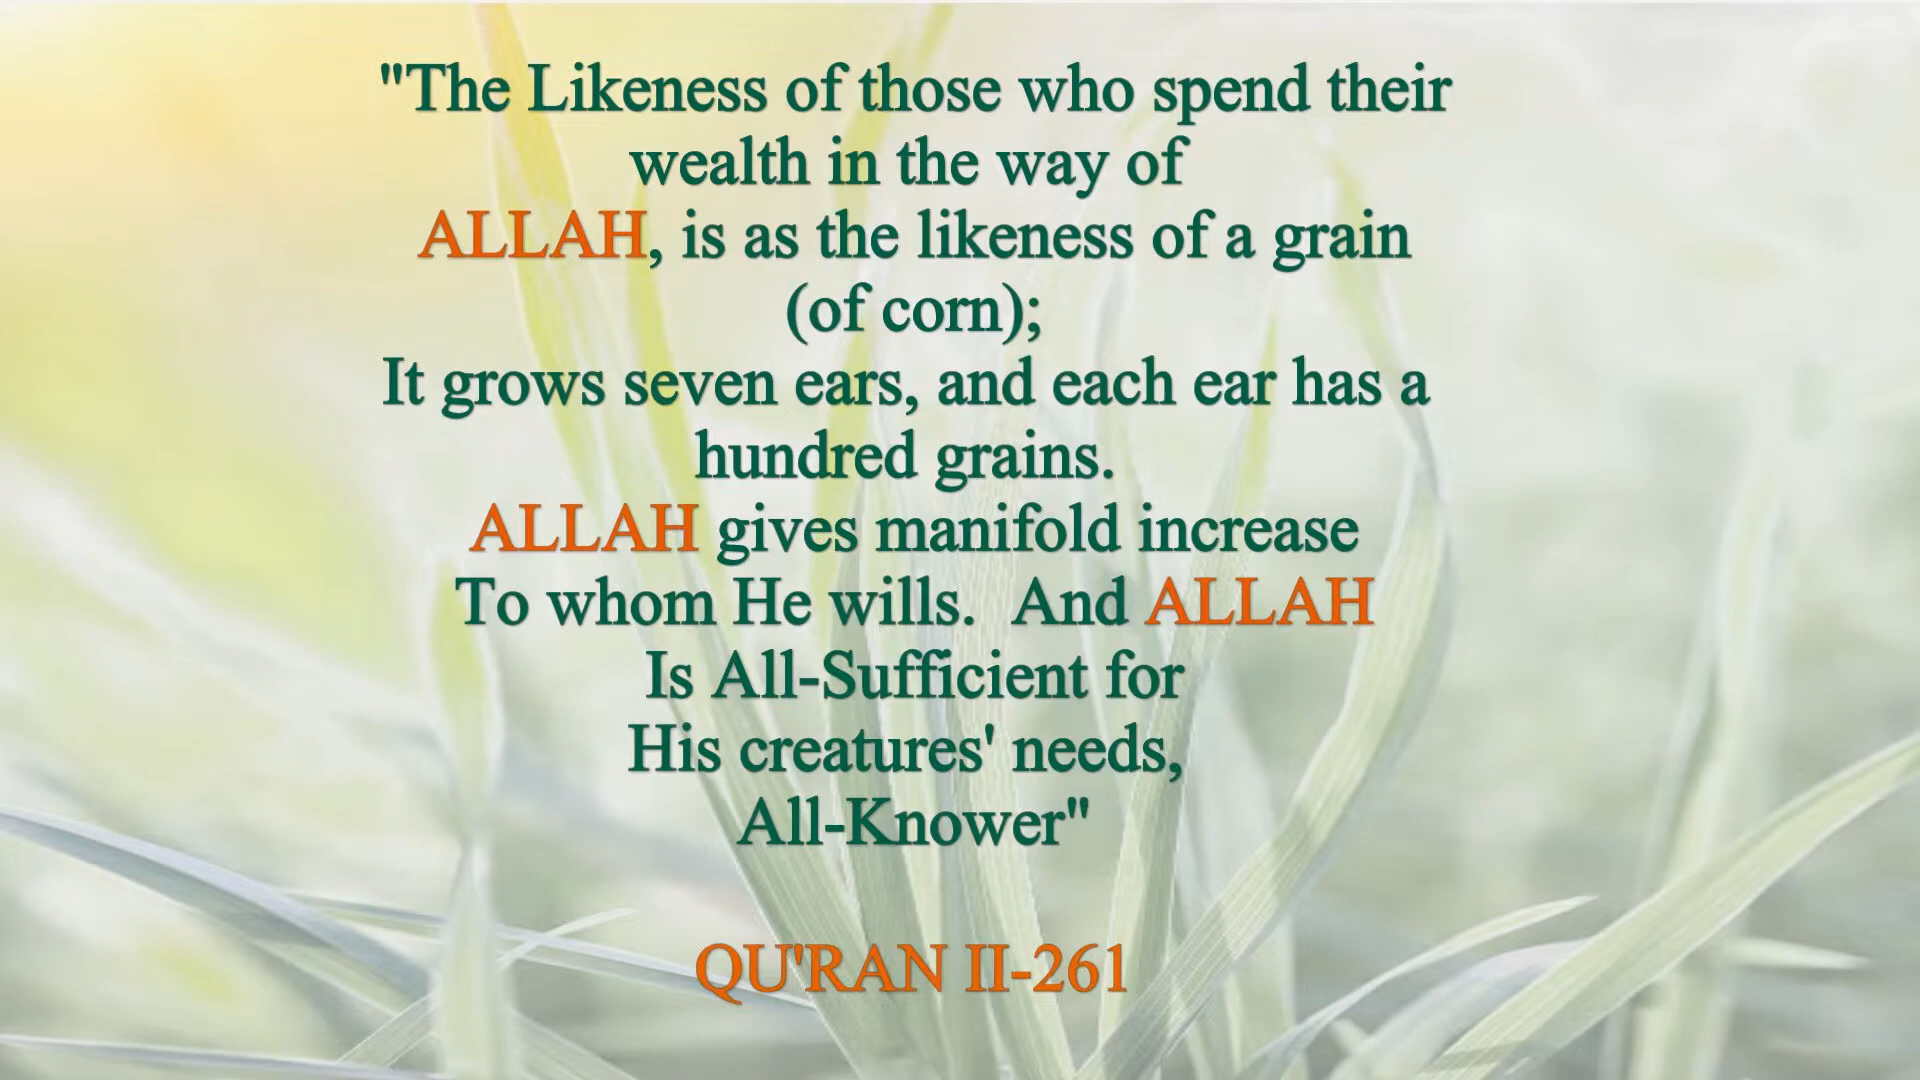 "The Likeness of those who spend their
wealth in the way of
ALLAH, is as the likeness of a grain
(of corn);
It grows seven ears, and each ear has a
hundred grains.
ALLAH gives manifold increase
To whom He wills.  And ALLAH
Is All-Sufficient for
His creatures' needs,
All-Knower"
QU'RAN II-261